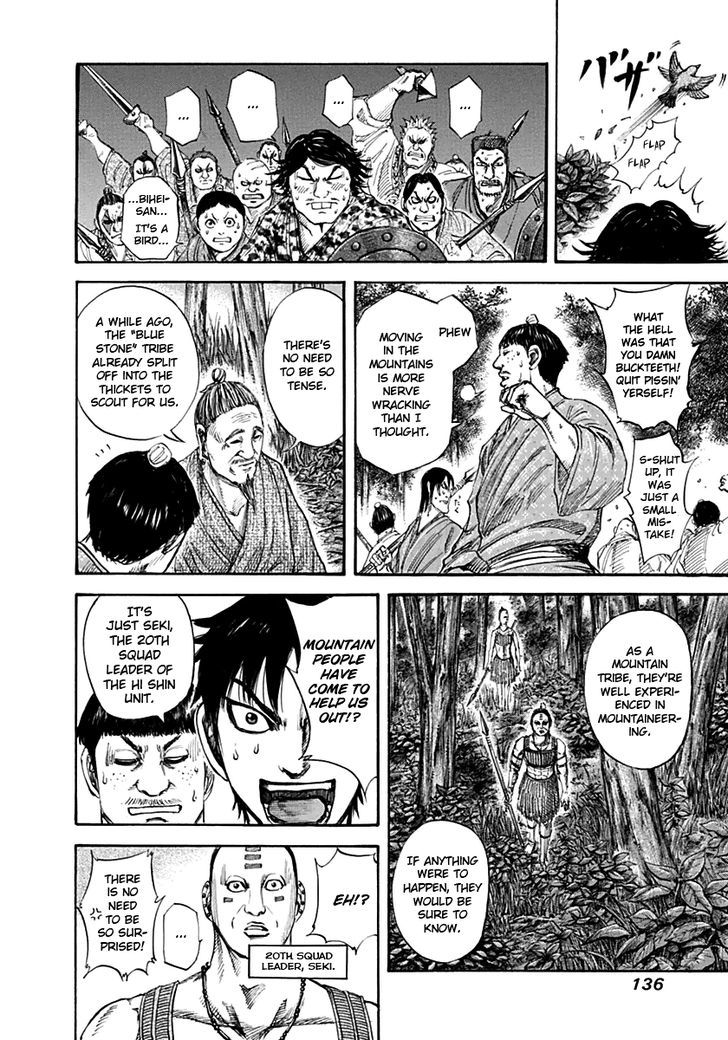 バサ
FLAP
FLAP
...
...
...
...
...BIHEI-
SAN...
IT'S A
BIRD...
WHAT
THE HELL
WAS THAT
YOU DAMN
BUCKTEETH!
QUIT PISSIN'
YERSELF!
S-SHUT
UP, IT
WAS
JUST A
SMALL
MIS-
TAKE!
PHEW
MOVING
IN THE
MOUNTAINS
IS MORE
NERVE
WRACKING
THAN I
THOUGHT.
THERE'S
NO NEED
TO BE SO
TENSE.
A WHILE AGO,
THE "BLUE
STONE" TRIBE
ALREADY SPLIT
OFF INTO THE
THICKETS TO
SCOUT FOR US.
AS A
MOUNTAIN
TRIBE, THEY'RE
WELL EXPERI-
ENCED IN
MOUNTAINEER-
ING.
IF ANYTHING
WERE TO
HAPPEN, THEY
WOULD BE
SURE TO
KNOW.
MOUNTAIN
PEOPLE
HAVE
COME TO
HELP US
OUT!?
IT'S
JUST SEKI,
THE 20TH
SQUAD
LEADER OF
THE HI SHIN
UNIT.
EH!?
20TH SQUAD
LEADER, SEKI.
...
THERE
IS NO
NEED TO
BE SO
SUR-
PRISED!
136